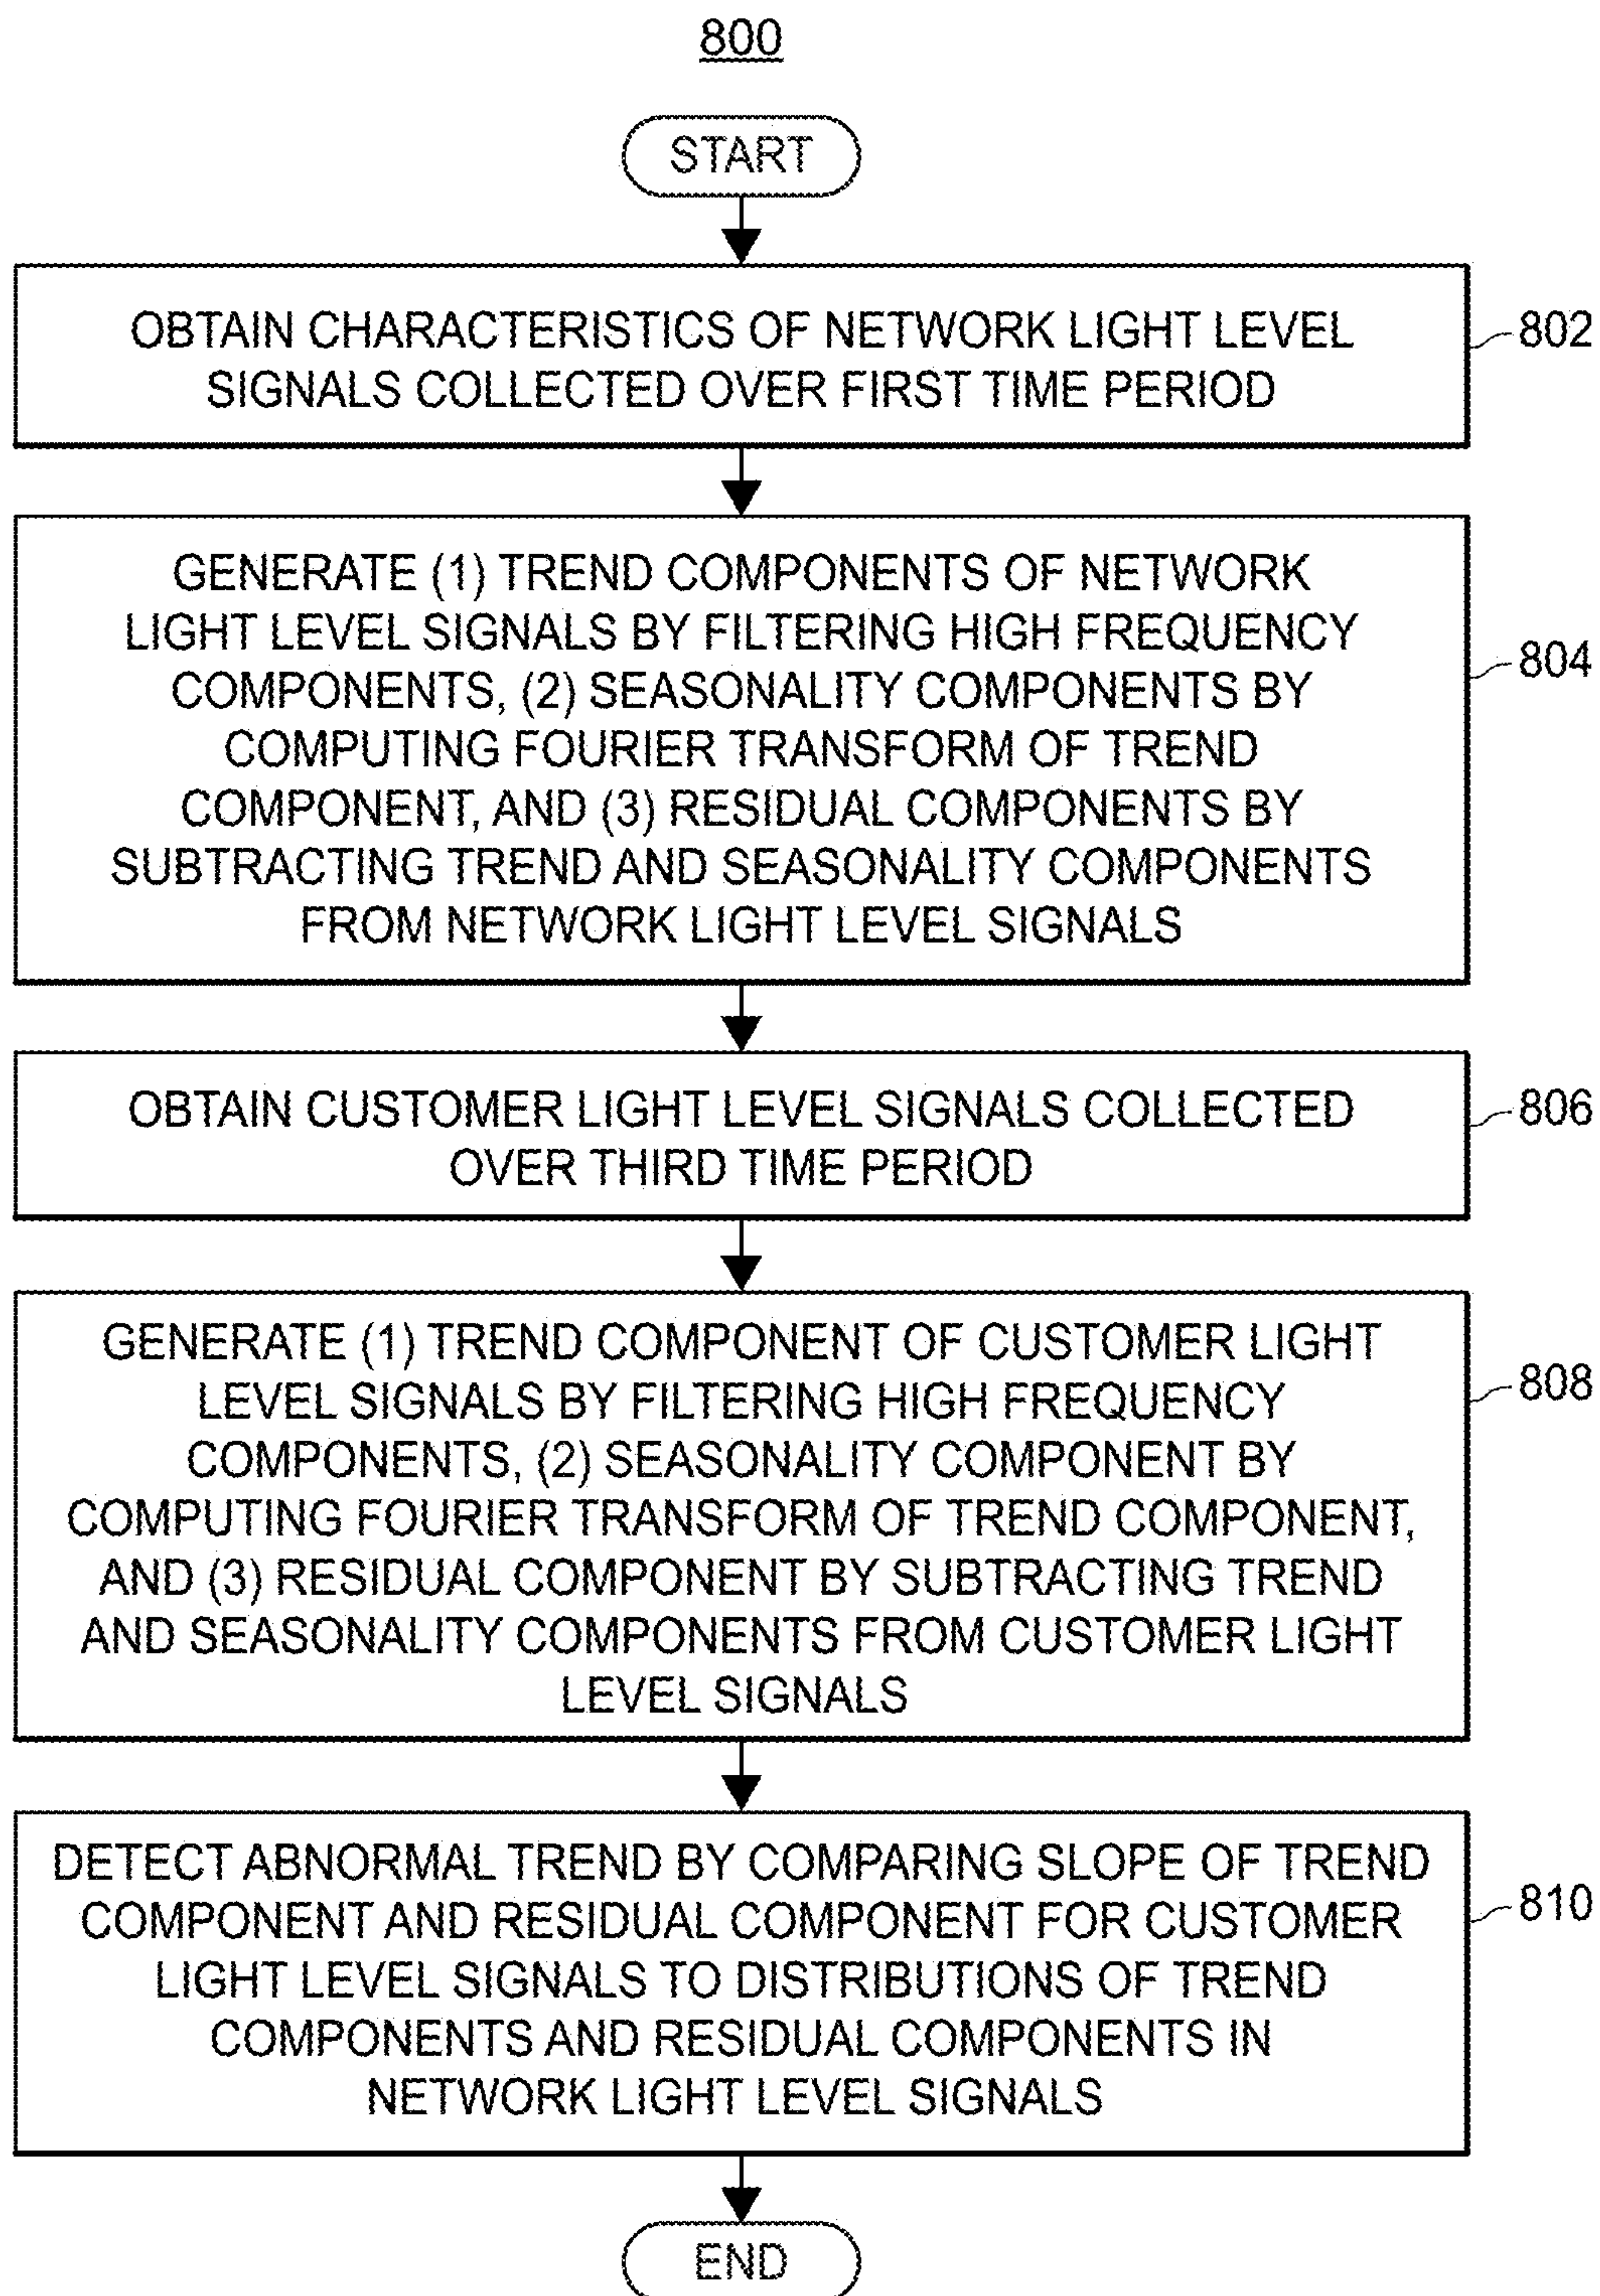 800
START
OBTAIN CHARACTERISTICS OF NETWORK LIGHT LEVEL
SIGNALS COLLECTED OVER FIRST TIME PERIOD
802
GENERATE (1) TREND COMPONENTS OF NETWORK
LIGHT LEVEL SIGNALS BY FILTERING HIGH FREQUENCY
COMPONENTS, (2) SEASONALITY COMPONENTS BY
COMPUTING FOURIER TRANSFORM OF TREND
COMPONENT, AND (3) RESIDUAL COMPONENTS BY
SUBTRACTING TREND AND SEASONALITY COMPONENTS
FROM NETWORK LIGHT LEVEL SIGNALS
804
OBTAIN CUSTOMER LIGHT LEVEL SIGNALS COLLECTED
OVER THIRD TIME PERIOD
806
GENERATE (1) TREND COMPONENT OF CUSTOMER LIGHT
LEVEL SIGNALS BY FILTERING HIGH FREQUENCY
COMPONENTS, (2) SEASONALITY COMPONENT BY
COMPUTING FOURIER TRANSFORM OF TREND COMPONENT,
AND (3) RESIDUAL COMPONENT BY SUBTRACTING TREND
AND SEASONALITY COMPONENTS FROM CUSTOMER LIGHT
LEVEL SIGNALS
808
DETECT ABNORMAL TREND BY COMPARING SLOPE OF TREND
COMPONENT AND RESIDUAL COMPONENT FOR CUSTOMER
LIGHT LEVEL SIGNALS TO DISTRIBUTIONS OF TREND
COMPONENTS AND RESIDUAL COMPONENTS IN
NETWORK LIGHT LEVEL SIGNALS
810
END